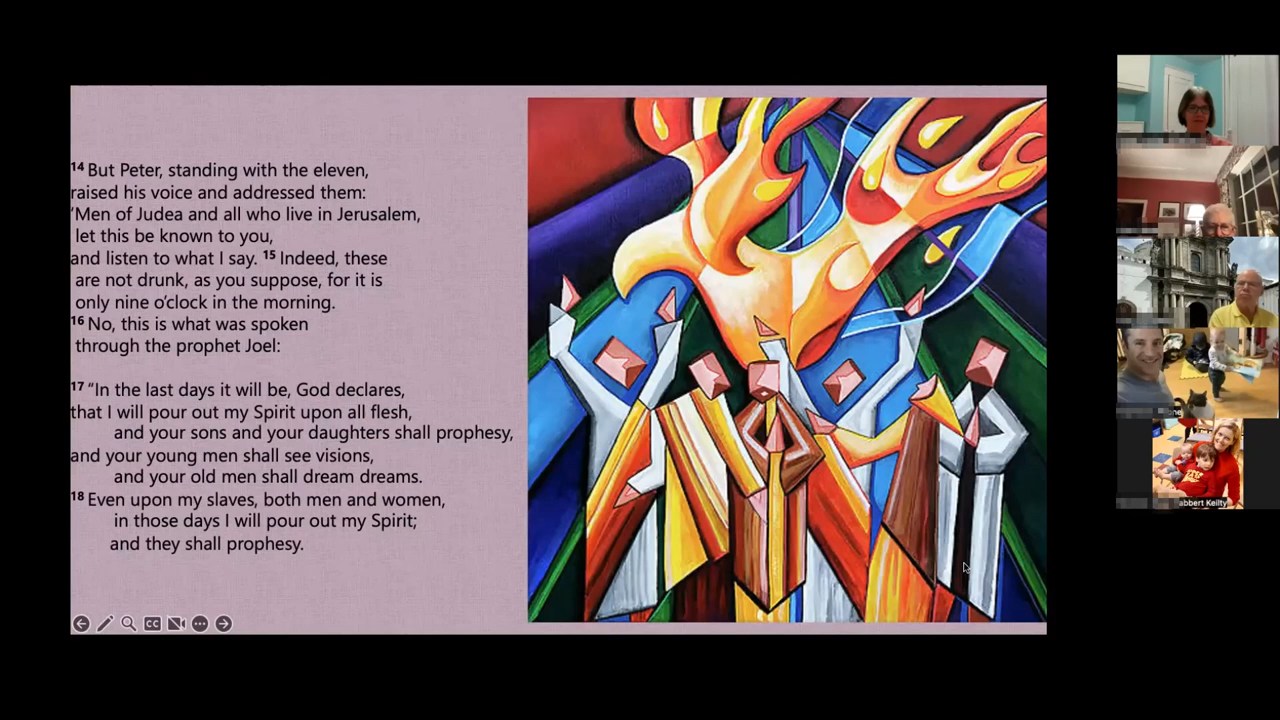 14 But Peter, standing with the eleven,
raised his voice and addressed them:
‘Men of Judea and all who live in Jerusalem,
let this be known to you,
and listen to what I say. 15 Indeed, these
are not drunk, as you suppose, for it is
only nine o’clock in the morning.
16 No, this is what was spoken
through the prophet Joel:
17 “In the last days it will be, God declares,
that I will pour out my Spirit upon all flesh,
and your sons and your daughters shall prophesy,
and your young men shall see visions,
and your old men shall dream dreams.
18 Even upon my slaves, both men and women,
in those days I will pour out my Spirit;
and they shall prophesy.
CC
abbert Keilty